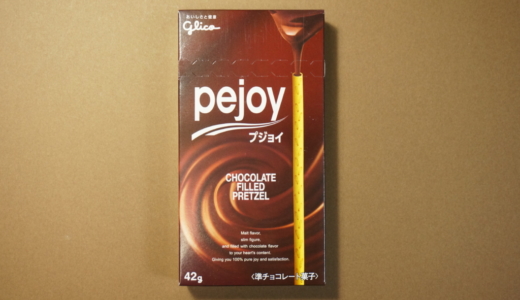 おいしさと健康
glico
pejoy
プジョイ
CHOCOLATE
FILLED
PRETZEL
Malt flavor,
slim figure,
and filled with chocolate flavor
to your heart's content.
Giving you 100% pure joy and satisfaction.
42g
〈準チョコレート菓子〉